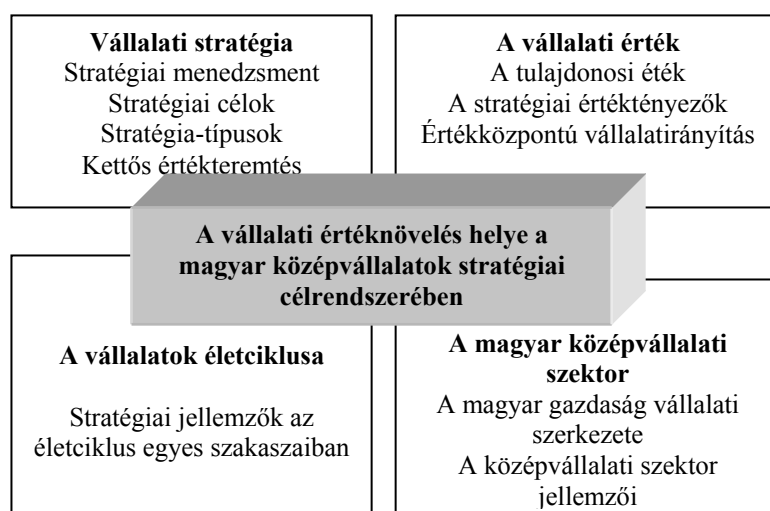 Vállalati stratégia
Stratégiai menedzsment
Stratégiai célok
Stratégia-típusok
Kettős értékteremtés
A vállalati érték
A tulajdonosi éték
A stratégiai értéktényezők
Értékközpontú vállalatirányítás
A vállalati értéknövelés helye a
magyar középvállalatok stratégiai
célrendszerében
A vállalatok életciklusa
Stratégiai jellemzők az
életciklus egyes szakaszaiban
A magyar középvállalati
szektor
A magyar gazdaság vállalati
szerkezete
A középvállalati szektor
jellemzői